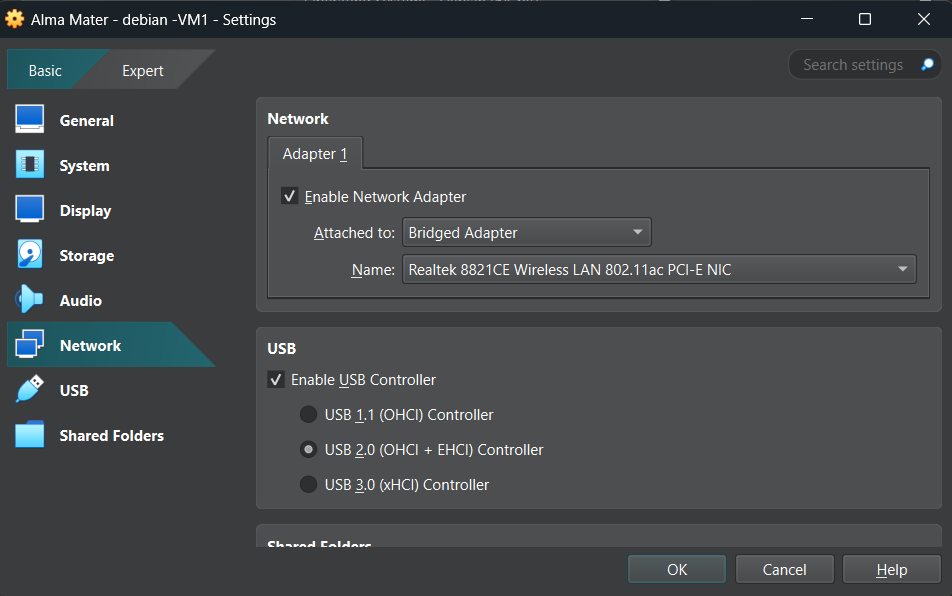 Alma Mater - debian -VM1 - Settings
Basic
Expert
Search settings
General
System
Display
Storage
Audio
Network
USB
Shared Folders
Network
Adapter 1
Enable Network Adapter
Attached to: Bridged Adapter
Name: Realtek 8821CE Wireless LAN 802.11ac PCI-E NIC
USB
Enable USB Controller
USB 1.1 (OHCI) Controller
USB 2.0 (OHCI + EHCI) Controller
USB 3.0 (xHCI) Controller
Shared Folders
OK
Cancel
Help